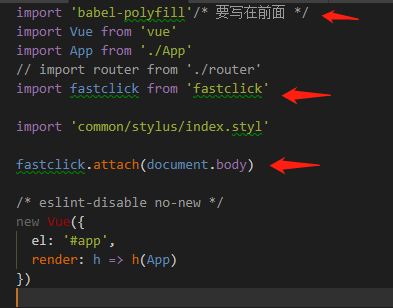 import 'babel-polyfill'/* 要写在前面 */
import Vue from 'vue'
import App from './App'
// import router from './router'
import fastclick from 'fastclick'
import 'common/stylus/index.styl'
fastclick.attach(document.body)
/* eslint-disable no-new */
new Vue({
el: '#app',
render: h => h(App)
})